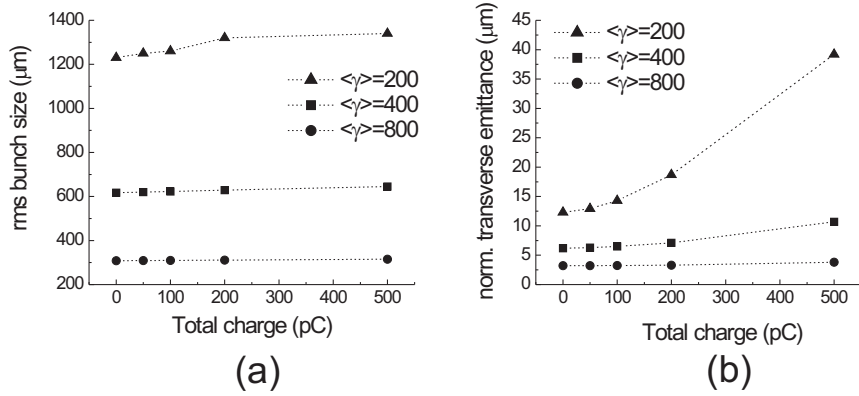 1400
1200
1000
800
600
400
200
rms bunch size (μm)
<γ>=200
<γ>=400
<γ>=800
0
100
200
300
400
500
Total charge (pC)
(a)
45
40
35
30
25
20
15
10
5
0
norm. transverse emittance (μm)
<γ>=200
<γ>=400
<γ>=800
0
100
200
300
400
500
Total charge (pC)
(b)